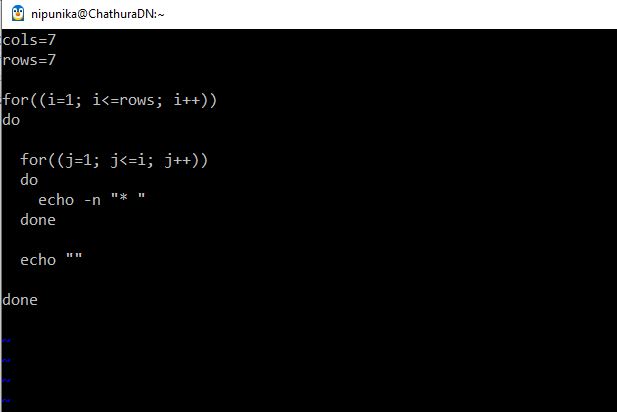 nipunika@ChathuraDN:~
cols=7
rows=7
for((i=1; i<=rows; i++))
do
for((j=1; j<=i; j++))
do
echo -n "* "
done
echo ""
done
~
~
~
~